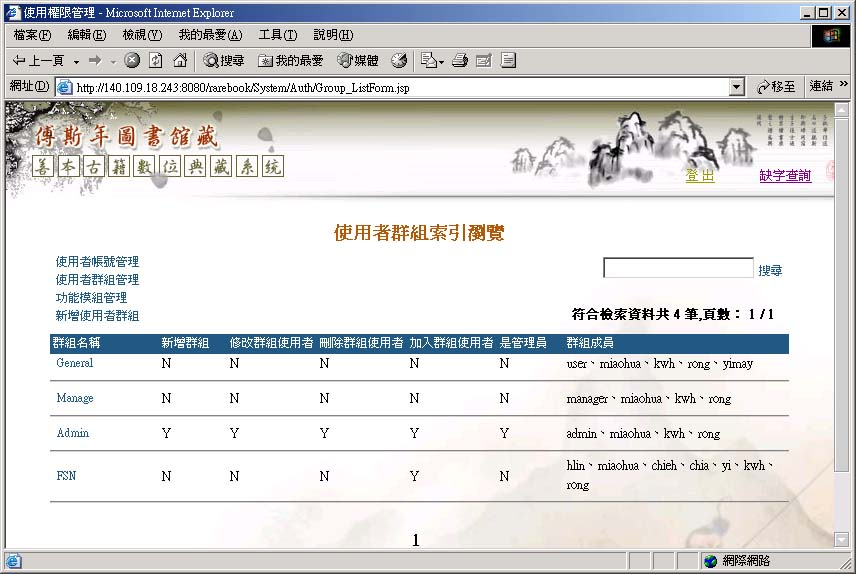 使用權限管理 - Microsoft Internet Explorer
檔案(F) 編輯(E) 檢視(V) 我的最愛(A) 工具(T) 說明(H)
上一頁 搜尋 我的最愛 媒體
網址(D) http://140.109.18.243:8080/rarebook/System/Auth/Group_ListForm.jsp 移至 連結 »
傅斯年圖書館藏
善本古籍數位典藏系統
登出 缺字查詢
使用者群組索引瀏覽
使用者帳號管理
使用者群組管理
功能模組管理
新增使用者群組
搜尋
符合檢索資料共 4 筆,頁數： 1 / 1
群組名稱 新增群組 修改群組使用者 刪除群組使用者 加入群組使用者 是管理員 群組成員
General N N N N N user、miaohua、kwh、rong、yimay
Manage N N N N N manager、miaohua、kwh、rong
Admin Y Y Y Y Y admin、miaohua、kwh、rong
FSN N N N Y N hlin、miaohua、chieh、chia、yi、kwh、
rong
1
網際網路